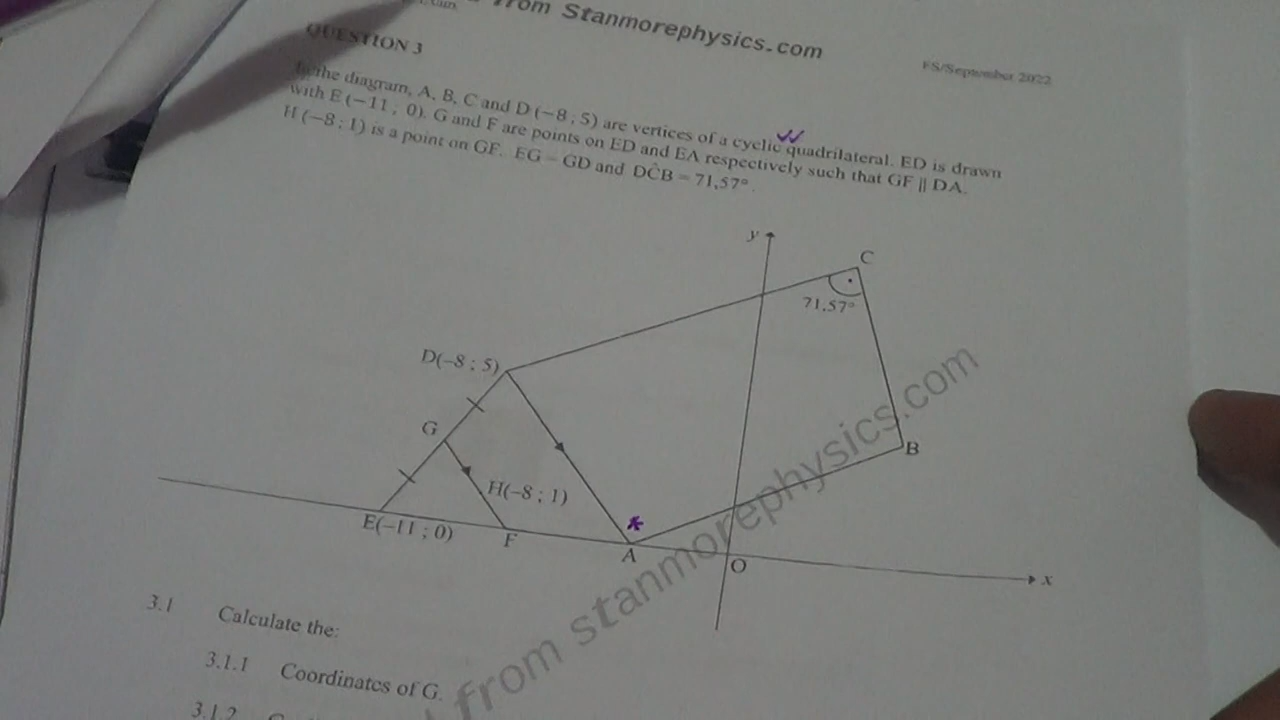 from Stanmorephysics.com
FS/September 2022
QUESTION 3
In the diagram, A, B, C and D (−8 ; 5) are vertices of a cyclic quadrilateral. ED is drawn
with E (−11 ; 0). G and F are points on ED and EA respectively such that GF || DA.
H (−8 ; 1) is a point on GF. EG = GD and DĈB = 71,57°.
y
C
71,57°
D(−8 ; 5)
G
B
H(−8 ; 1)
*
E(−11 ; 0)
F
A
O
x
3.1 Calculate the:
3.1.1 Coordinates of G.
3.1.2
from stanmorephysics.com